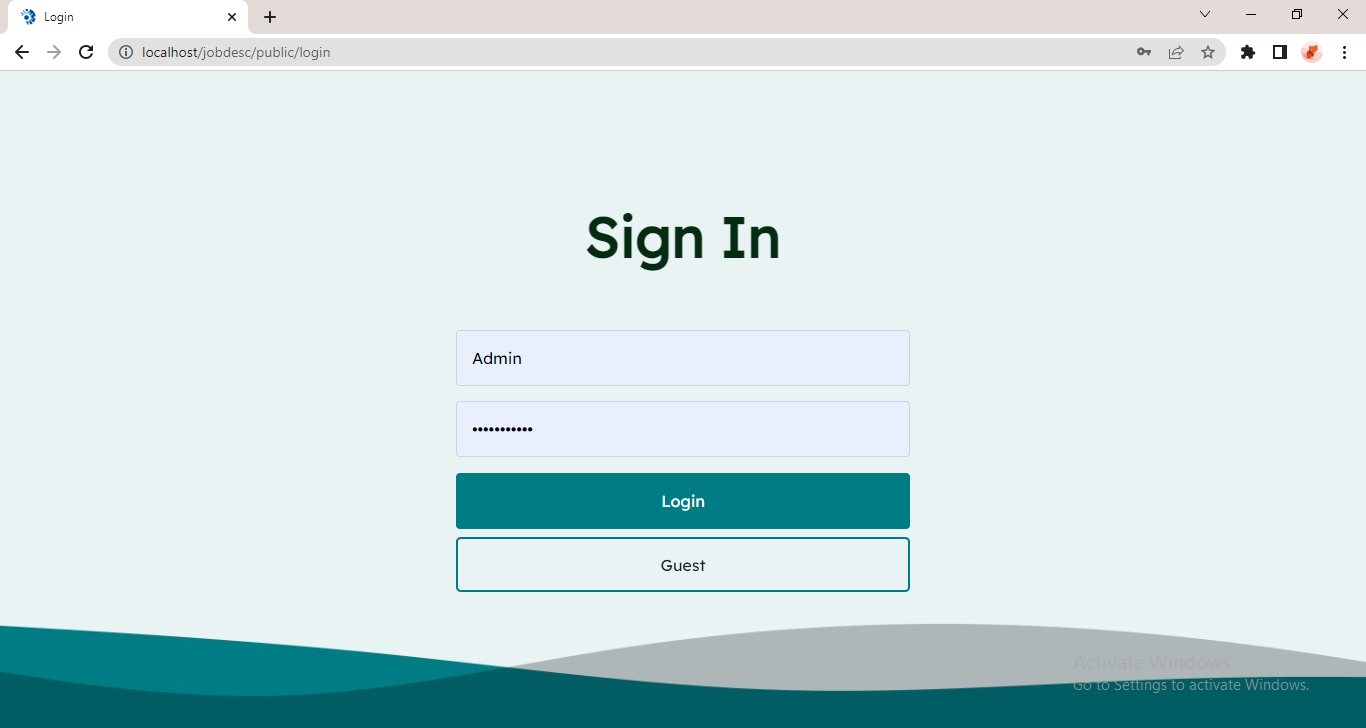 Login
localhost/jobdesc/public/login
Sign In
Admin
•••••••••••
Login
Guest
Activate Windows
Go to Settings to activate Windows.